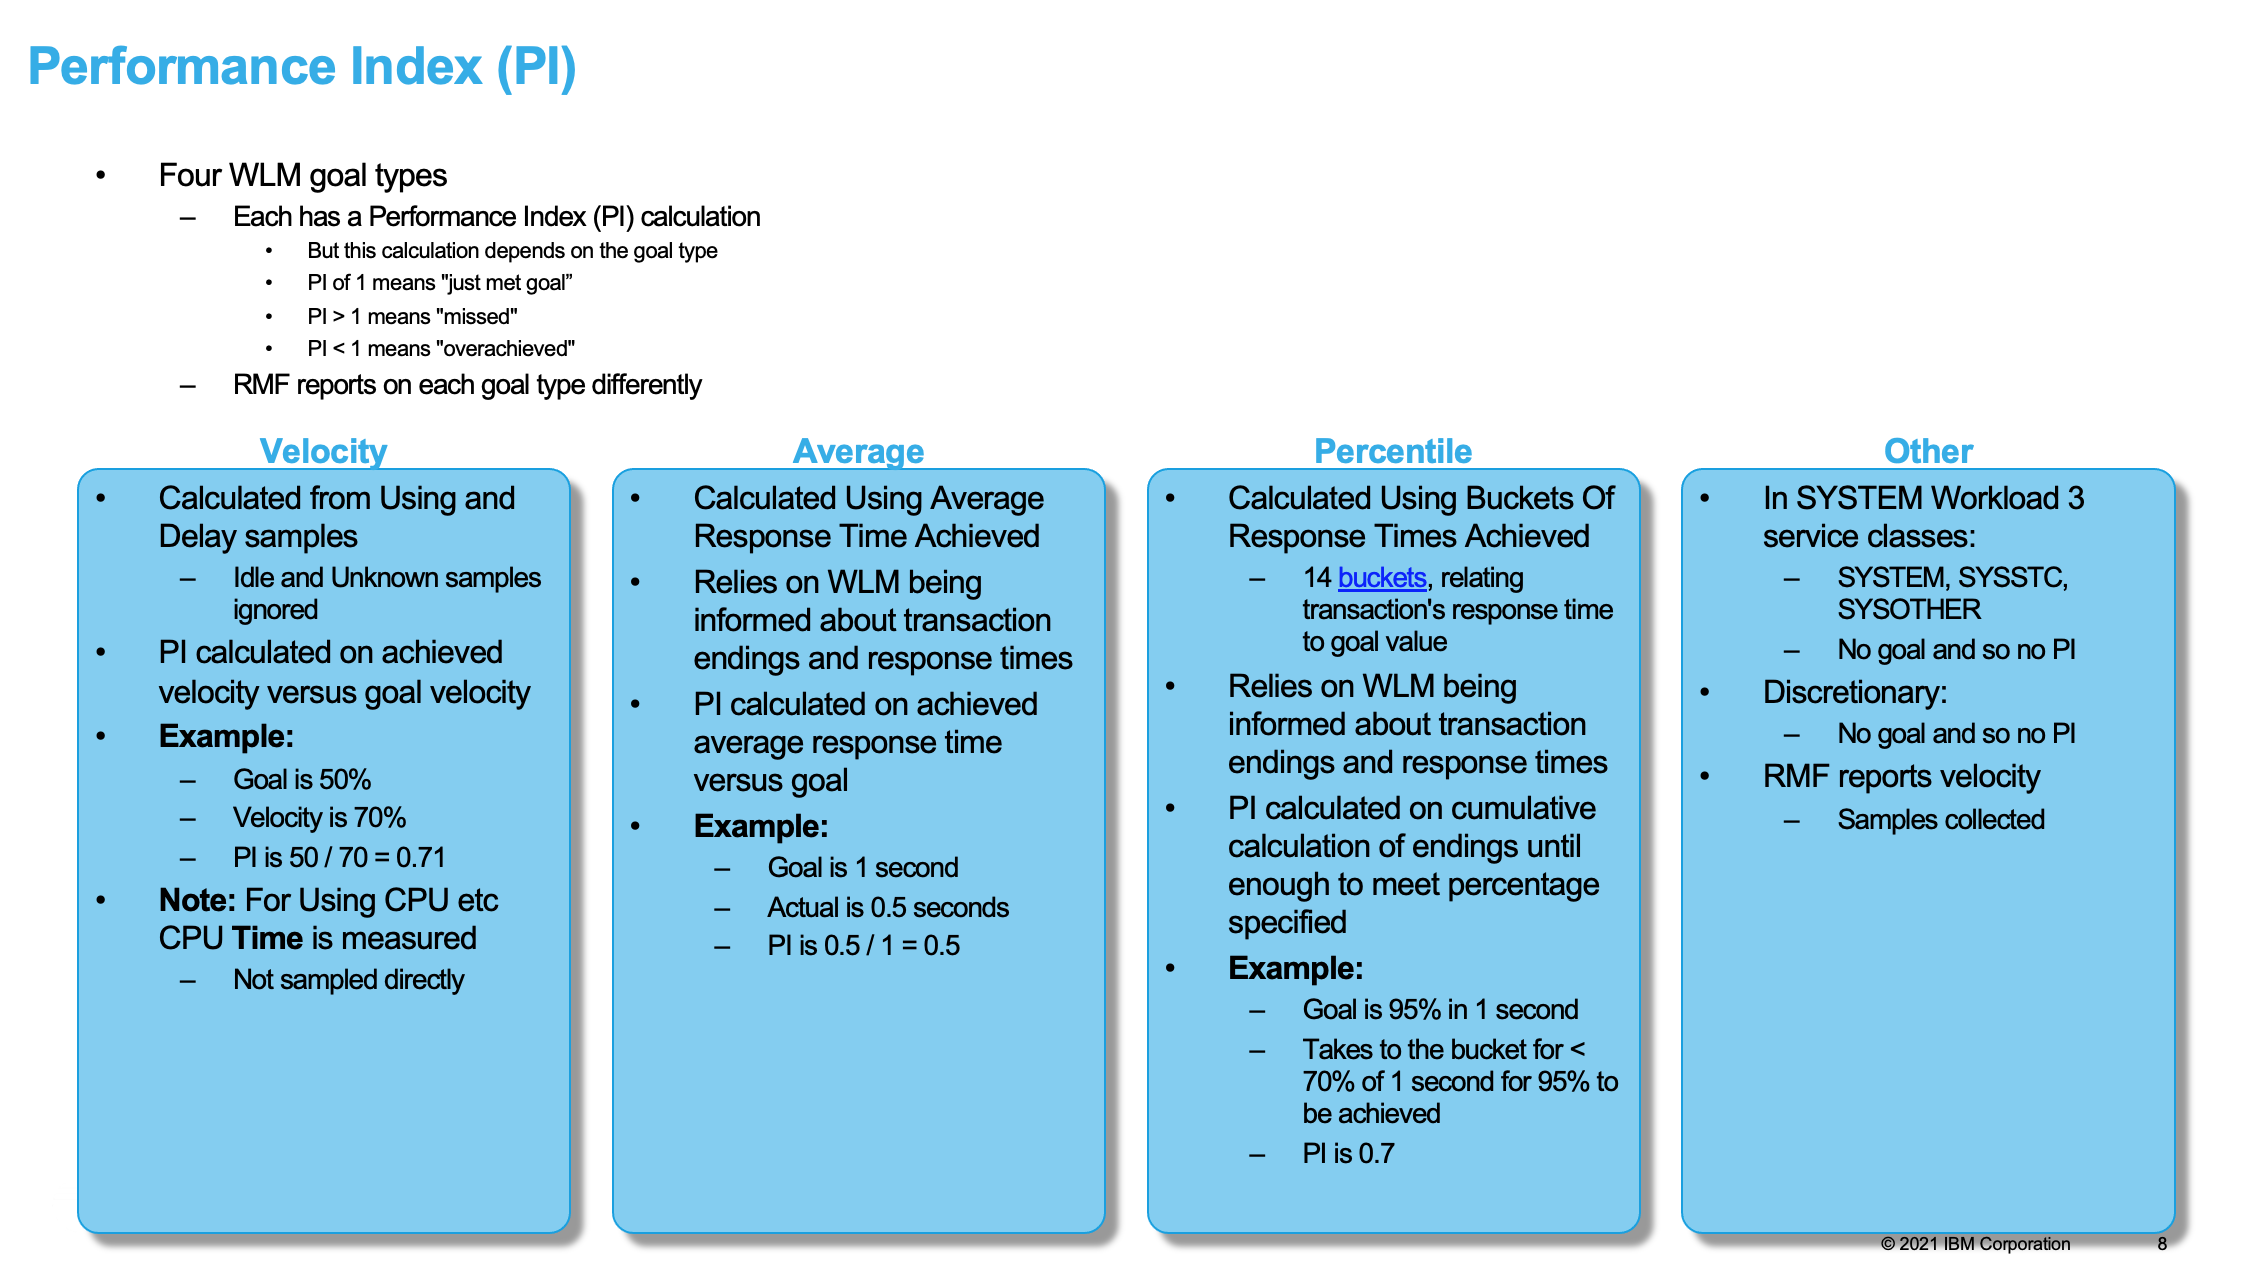 Performance Index (PI)
• Four WLM goal types
– Each has a Performance Index (PI) calculation
• But this calculation depends on the goal type
• PI of 1 means "just met goal”
• PI > 1 means "missed"
• PI < 1 means "overachieved"
– RMF reports on each goal type differently
Velocity
• Calculated from Using and
Delay samples
– Idle and Unknown samples
ignored
• PI calculated on achieved
velocity versus goal velocity
• Example:
– Goal is 50%
– Velocity is 70%
– PI is 50 / 70 = 0.71
• Note: For Using CPU etc
CPU Time is measured
– Not sampled directly
Average
• Calculated Using Average
Response Time Achieved
• Relies on WLM being
informed about transaction
endings and response times
• PI calculated on achieved
average response time
versus goal
• Example:
– Goal is 1 second
– Actual is 0.5 seconds
– PI is 0.5 / 1 = 0.5
Percentile
• Calculated Using Buckets Of
Response Times Achieved
– 14 buckets, relating
transaction's response time
to goal value
• Relies on WLM being
informed about transaction
endings and response times
• PI calculated on cumulative
calculation of endings until
enough to meet percentage
specified
• Example:
– Goal is 95% in 1 second
– Takes to the bucket for <
70% of 1 second for 95% to
be achieved
– PI is 0.7
Other
• In SYSTEM Workload 3
service classes:
– SYSTEM, SYSSTC,
SYSOTHER
– No goal and so no PI
• Discretionary:
– No goal and so no PI
• RMF reports velocity
– Samples collected
© 2021 IBM Corporation 8